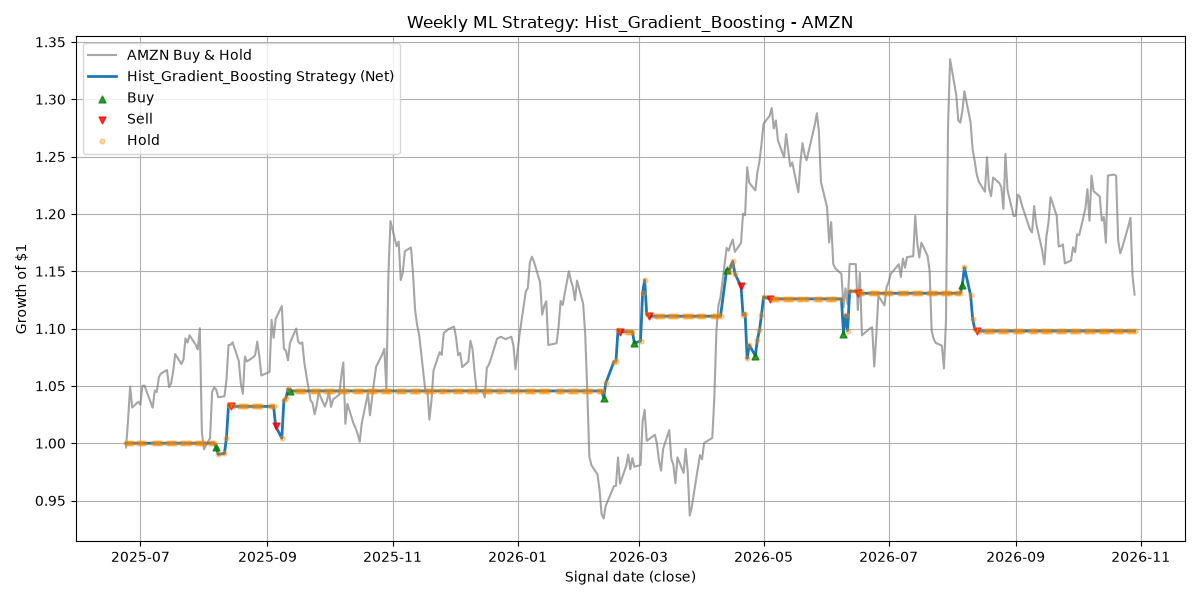 Weekly ML Strategy: Hist_Gradient_Boosting - AMZN
AMZN Buy & Hold
Hist_Gradient_Boosting Strategy (Net)
Buy
Sell
Hold
Growth of $1
1.35
1.30
1.25
1.20
1.15
1.10
1.05
1.00
0.95
2025-07
2025-09
2025-11
2026-01
2026-03
2026-05
2026-07
2026-09
2026-11
Signal date (close)